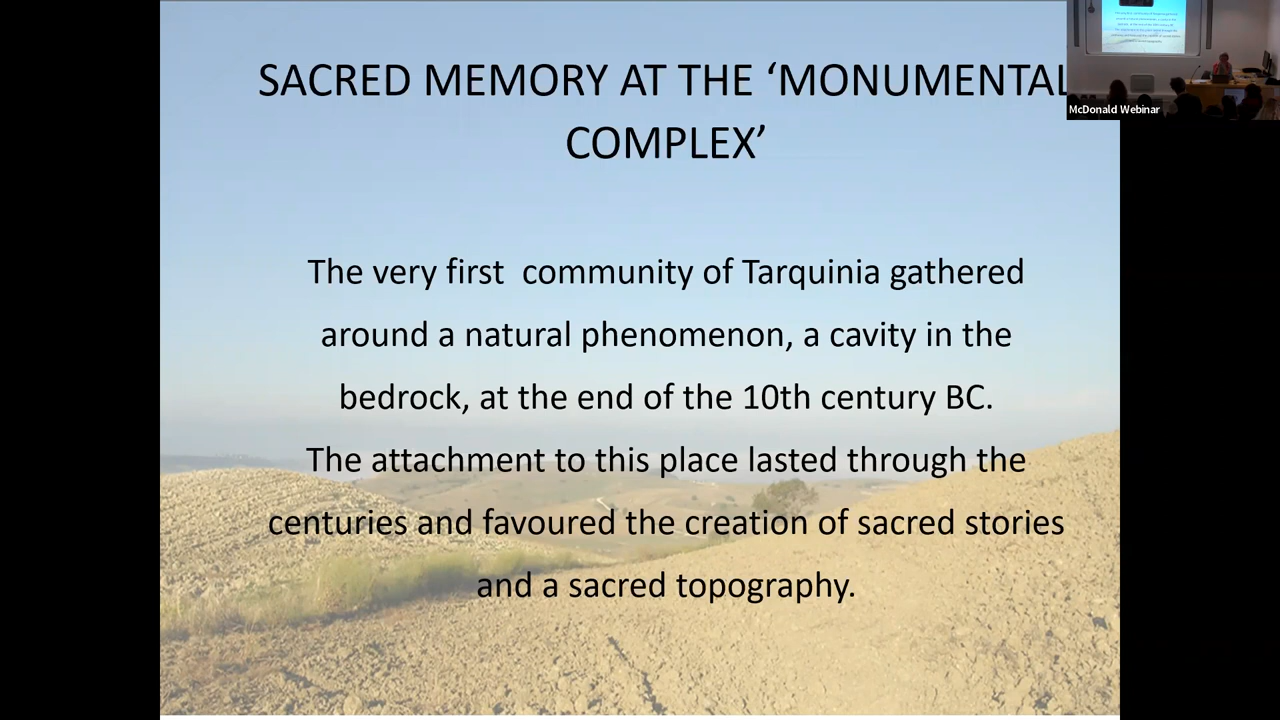 SACRED MEMORY AT THE ‘MONUMENTAL
COMPLEX’
The very first  community of Tarquinia gathered
around a natural phenomenon, a cavity in the
bedrock, at the end of the 10th century BC.
The attachment to this place lasted through the
centuries and favoured the creation of sacred stories
and a sacred topography.
McDonald Webinar